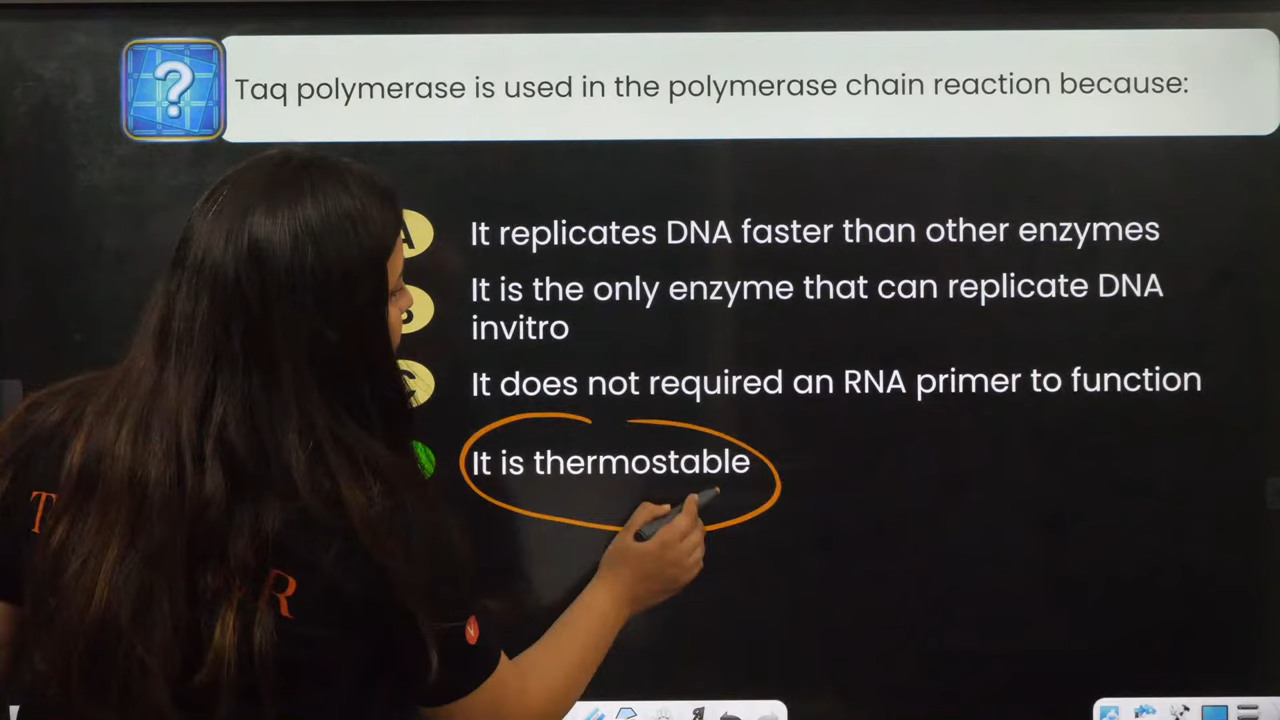 ?
Taq polymerase is used in the polymerase chain reaction because:
A It replicates DNA faster than other enzymes
It is the only enzyme that can replicate DNA
invitro
It does not required an RNA primer to function
It is thermostable
T
R
V